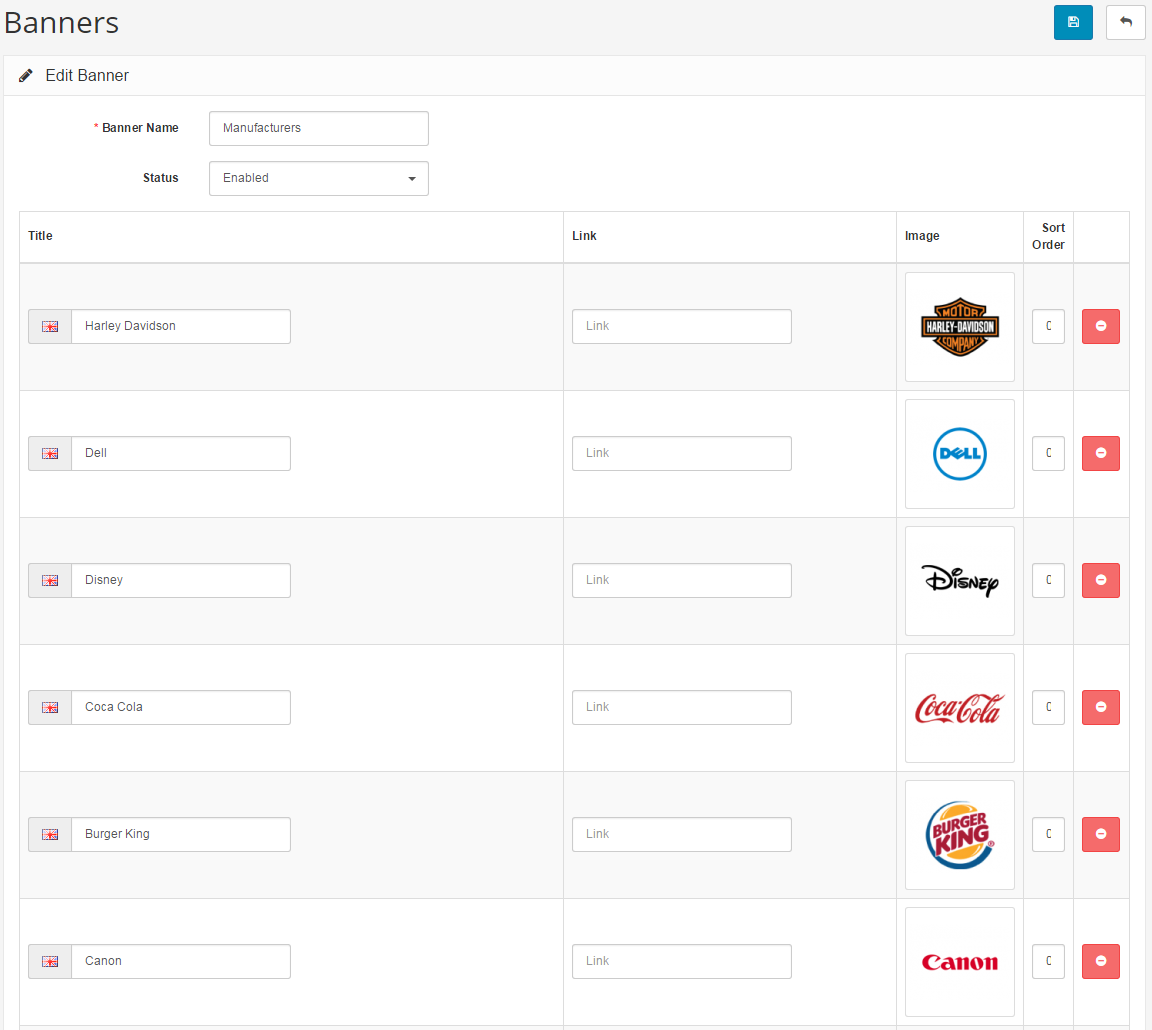 Banners
Edit Banner
* Banner Name
Manufacturers
Status
Enabled
Title
Link
Image
Sort
Order
Harley Davidson
Link
MOTOR
HARLEY-DAVIDSON
COMPANY
0
Dell
Link
DELL
0
Disney
Link
Disney
0
Coca Cola
Link
Coca-Cola
0
Burger King
Link
BURGER
KING®
0
Canon
Link
Canon
0